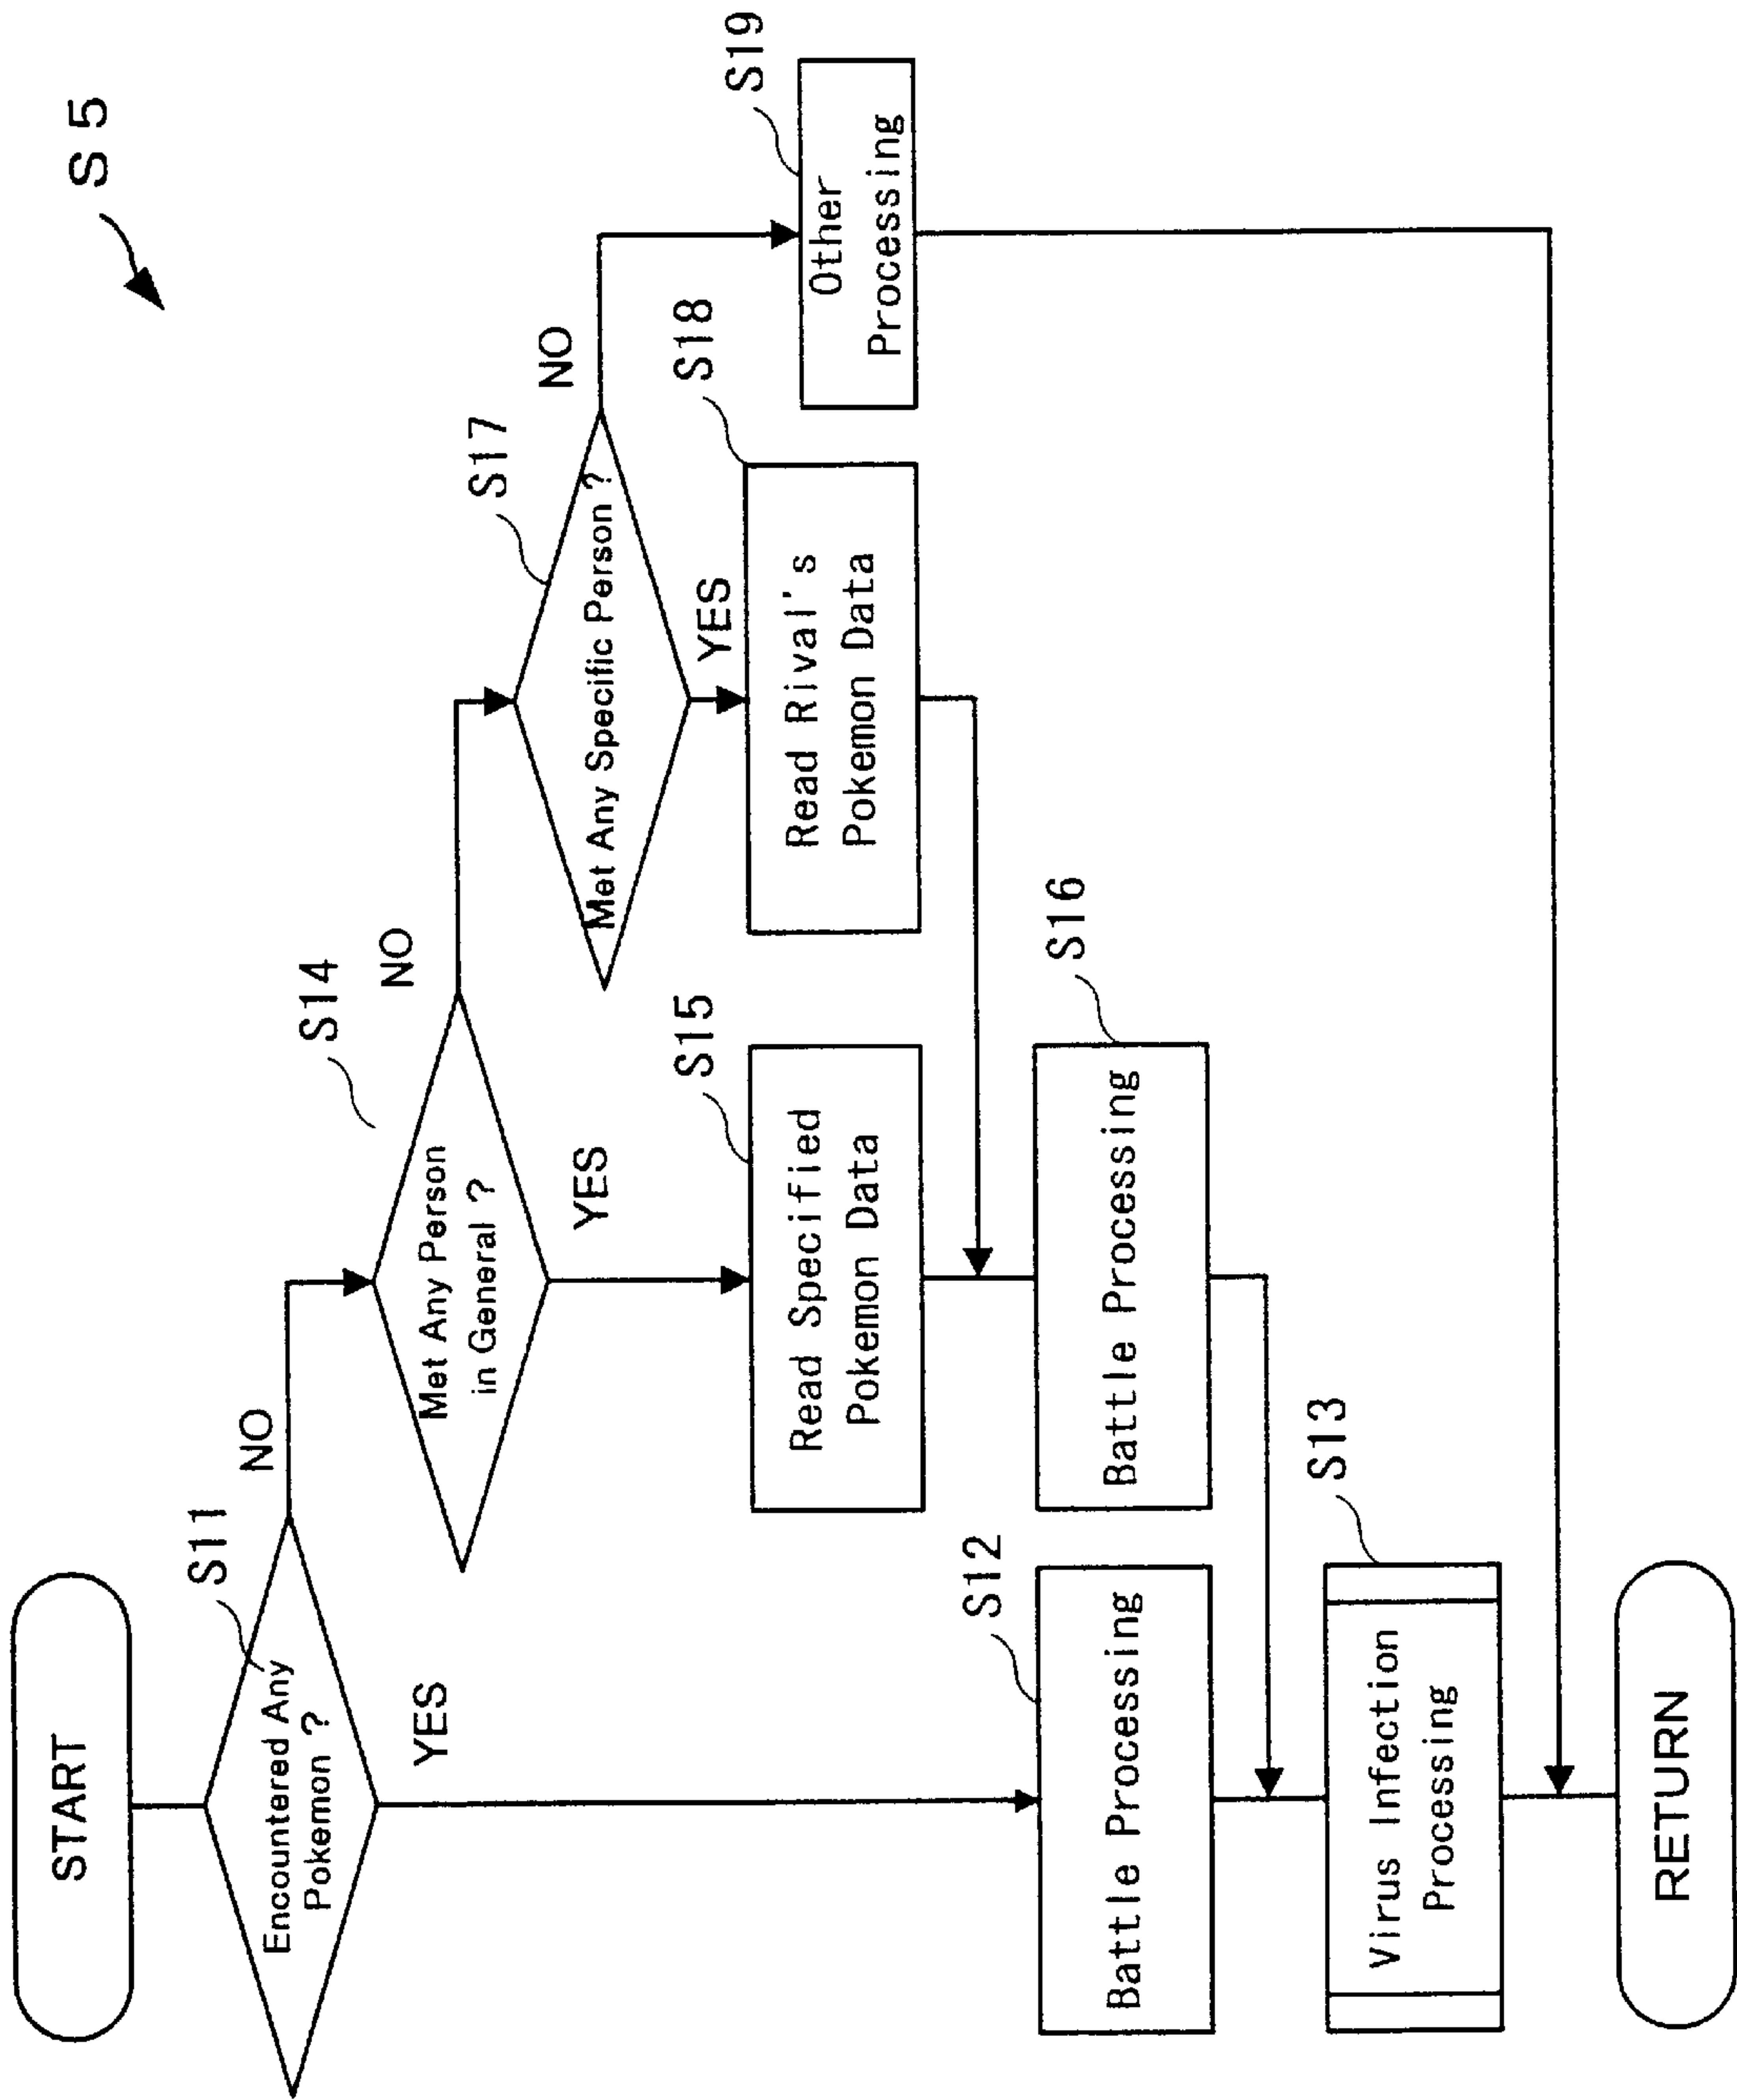 S 5
START
S11
Encountered Any
Pokemon ?
NO
YES
S14
Met Any Person
in General ?
NO
YES
S17
Met Any Specific Person ?
NO
YES
S15
Read Specified
Pokemon Data
S18
Read Rival's
Pokemon Data
S19
Other
Processing
S12
Battle Processing
S16
Battle Processing
S13
Virus Infection
Processing
RETURN